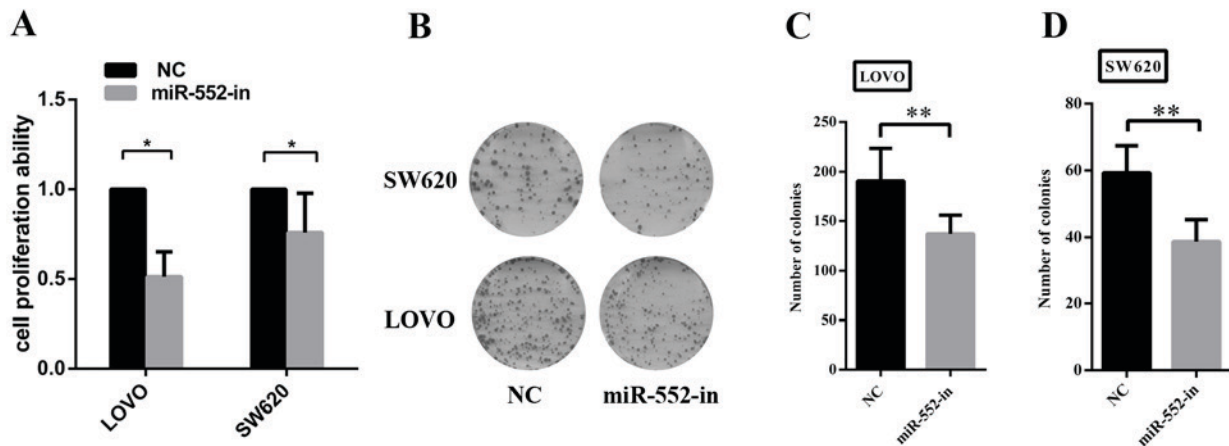 A
NC
miR-552-in
cell proliferation ability
1.5
1.0
0.5
0.0
*
*
LOVO
SW620
B
SW620
LOVO
NC
miR-552-in
C
LOVO
Number of colonies
250
200
150
100
50
0
**
NC
miR-552-in
D
SW620
Number of colonies
80
60
40
20
0
**
NC
miR-552-in